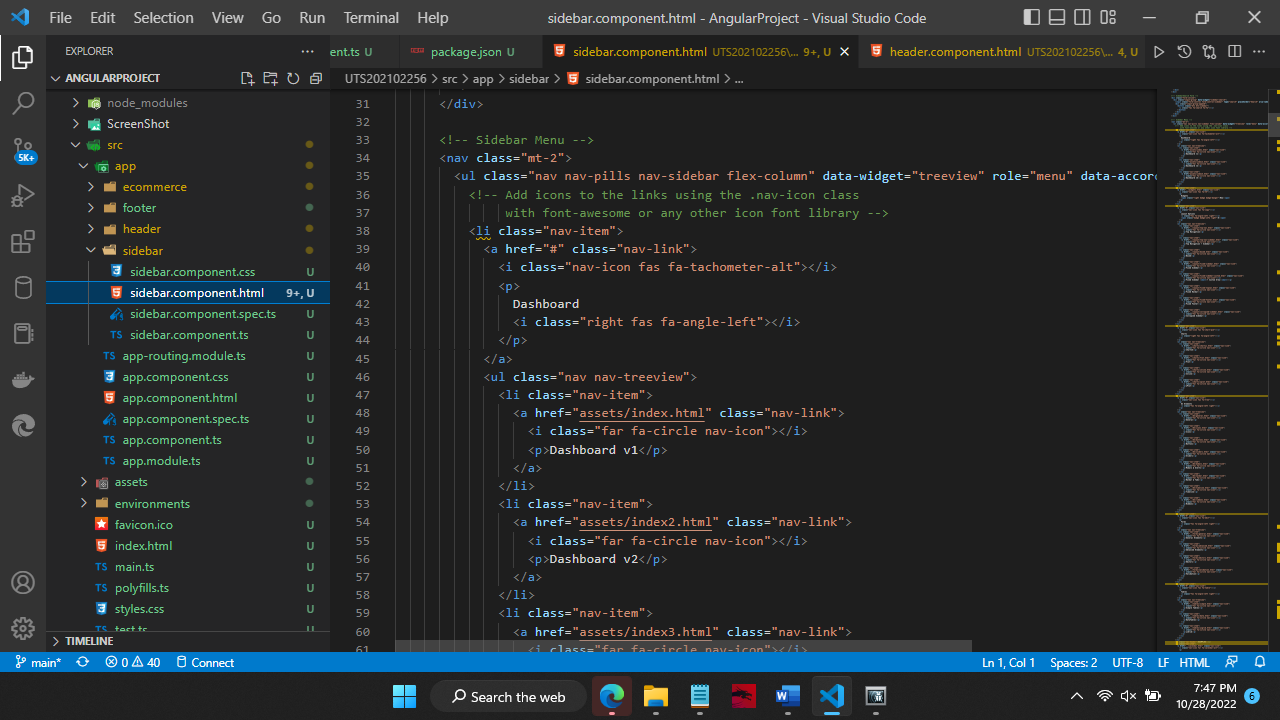 File Edit Selection View Go Run Terminal Help
sidebar.component.html - AngularProject - Visual Studio Code
EXPLORER
ent.ts U
package.json U
sidebar.component.html UTS202102256\... 9+, U
header.component.html UTS202102256\... 4, U
ANGULARPROJECT
UTS202102256 > src > app > sidebar > sidebar.component.html > ...
node_modules
ScreenShot
src
app
ecommerce
footer
header
sidebar
sidebar.component.css U
sidebar.component.html 9+, U
sidebar.component.spec.ts U
sidebar.component.ts U
app-routing.module.ts U
app.component.css U
app.component.html U
app.component.spec.ts U
app.component.ts U
app.module.ts U
assets
environments
favicon.ico U
index.html U
main.ts U
polyfills.ts U
styles.css U
test.ts U
TIMELINE
5K+
31 </div>
32
33 <!-- Sidebar Menu -->
34 <nav class="mt-2">
35 <ul class="nav nav-pills nav-sidebar flex-column" data-widget="treeview" role="menu" data-accor
36 <!-- Add icons to the links using the .nav-icon class
37 with font-awesome or any other icon font library -->
38 <li class="nav-item">
39 <a href="#" class="nav-link">
40 <i class="nav-icon fas fa-tachometer-alt"></i>
41 <p>
42 Dashboard
43 <i class="right fas fa-angle-left"></i>
44 </p>
45 </a>
46 <ul class="nav nav-treeview">
47 <li class="nav-item">
48 <a href="assets/index.html" class="nav-link">
49 <i class="far fa-circle nav-icon"></i>
50 <p>Dashboard v1</p>
51 </a>
52 </li>
53 <li class="nav-item">
54 <a href="assets/index2.html" class="nav-link">
55 <i class="far fa-circle nav-icon"></i>
56 <p>Dashboard v2</p>
57 </a>
58 </li>
59 <li class="nav-item">
60 <a href="assets/index3.html" class="nav-link">
61 <i class="far fa-circle nav-icon"></i>
main* 0 40 Connect
Ln 1, Col 1 Spaces: 2 UTF-8 LF HTML
Search the web
7:47 PM
10/28/2022
6